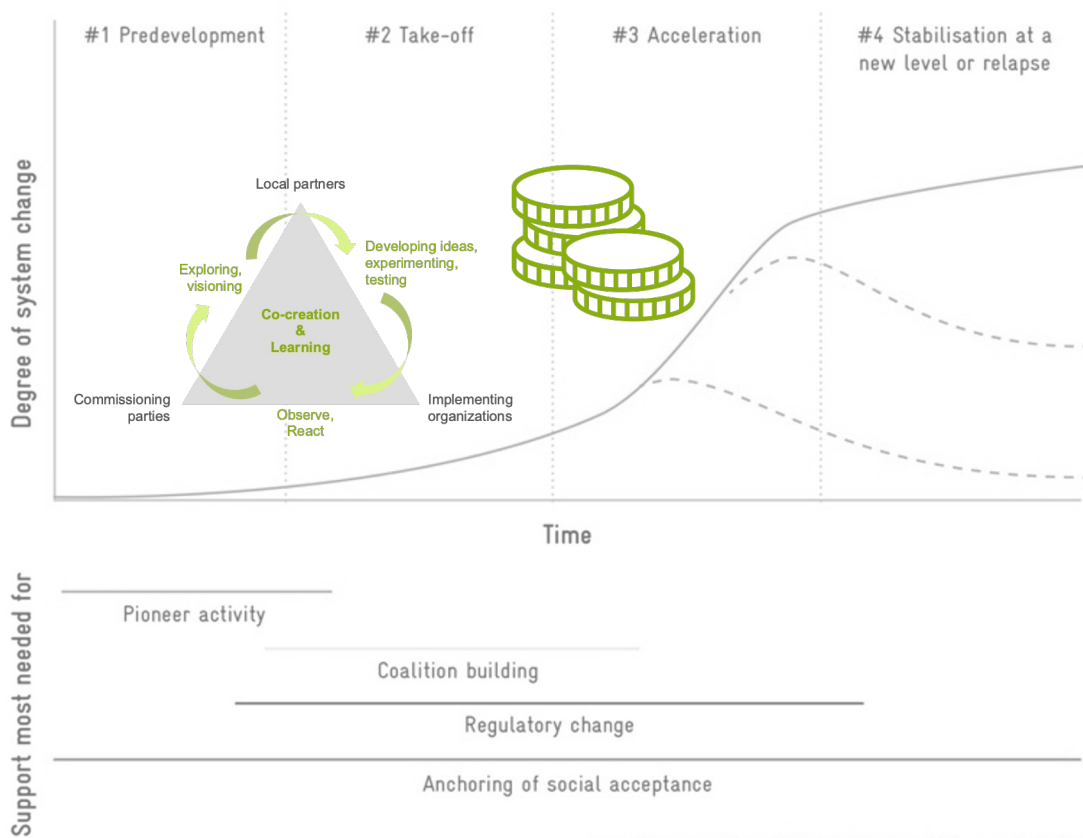 #1 Predevelopment
#2 Take-off
#3 Acceleration
#4 Stabilisation at a
new level or relapse
Degree of system change
Local partners
Exploring,
visioning
Developing ideas,
experimenting,
testing
Co-creation
&
Learning
Commissioning
parties
Observe,
React
Implementing
organizations
Time
Support most needed for
Pioneer activity
Coalition building
Regulatory change
Anchoring of social acceptance